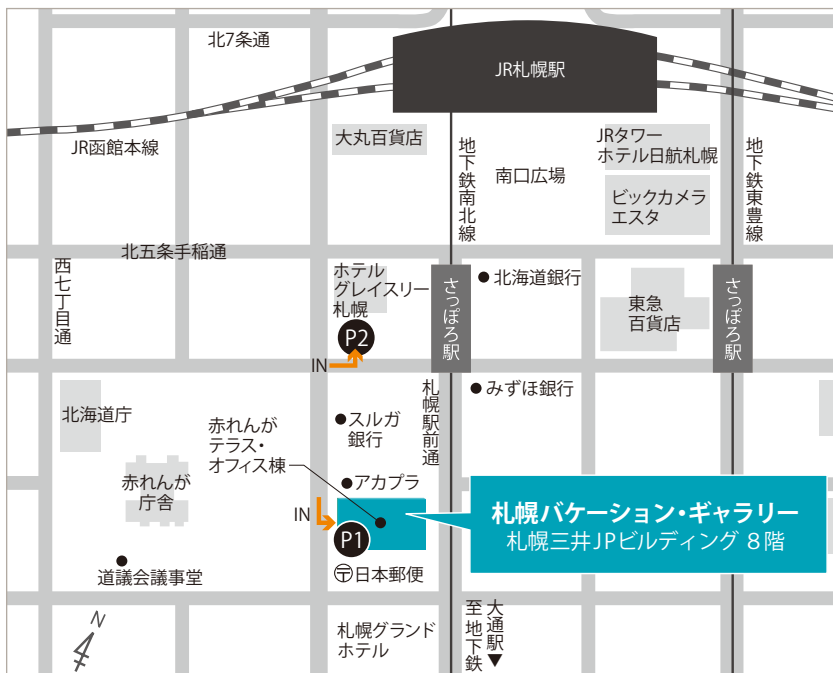 北7条通
JR札幌駅
JR函館本線
大丸百貨店
地下鉄南北線
南口広場
JRタワー
ホテル日航札幌
ビックカメラ
エスタ
地下鉄東豊線
北五条手稲通
西七丁目通
ホテル
グレイスリー
札幌
P2
IN
さっぽろ駅
北海道銀行
東急
百貨店
さっぽろ駅
みずほ銀行
札幌駅前通
北海道庁
赤れんが
テラス・
オフィス棟
スルガ
銀行
アカプラ
赤れんが
庁舎
IN
P1
札幌バケーション・ギャラリー
札幌三井JPビルディング 8階
道議会議事堂
〒日本郵便
N
札幌グランド
ホテル
大通駅▼
至 地下鉄